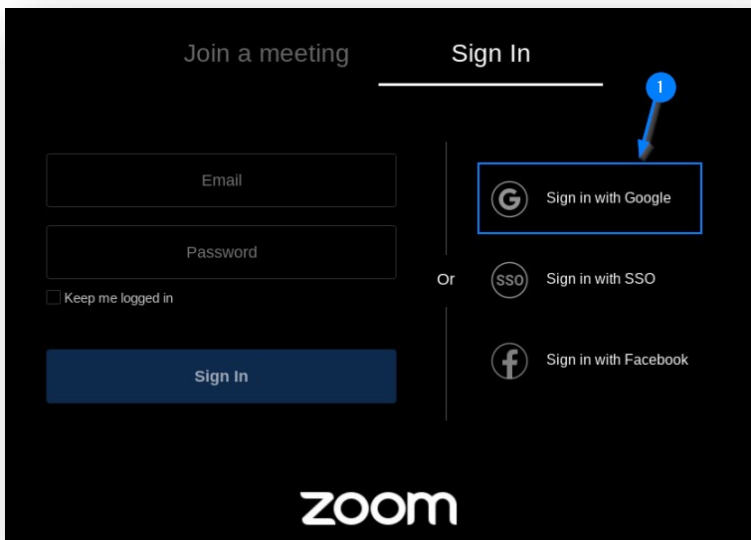 Join a meeting
Sign In
1
Email
Password
Keep me logged in
Sign In
Or
G
Sign in with Google
SSO
Sign in with SSO
f
Sign in with Facebook
zoom